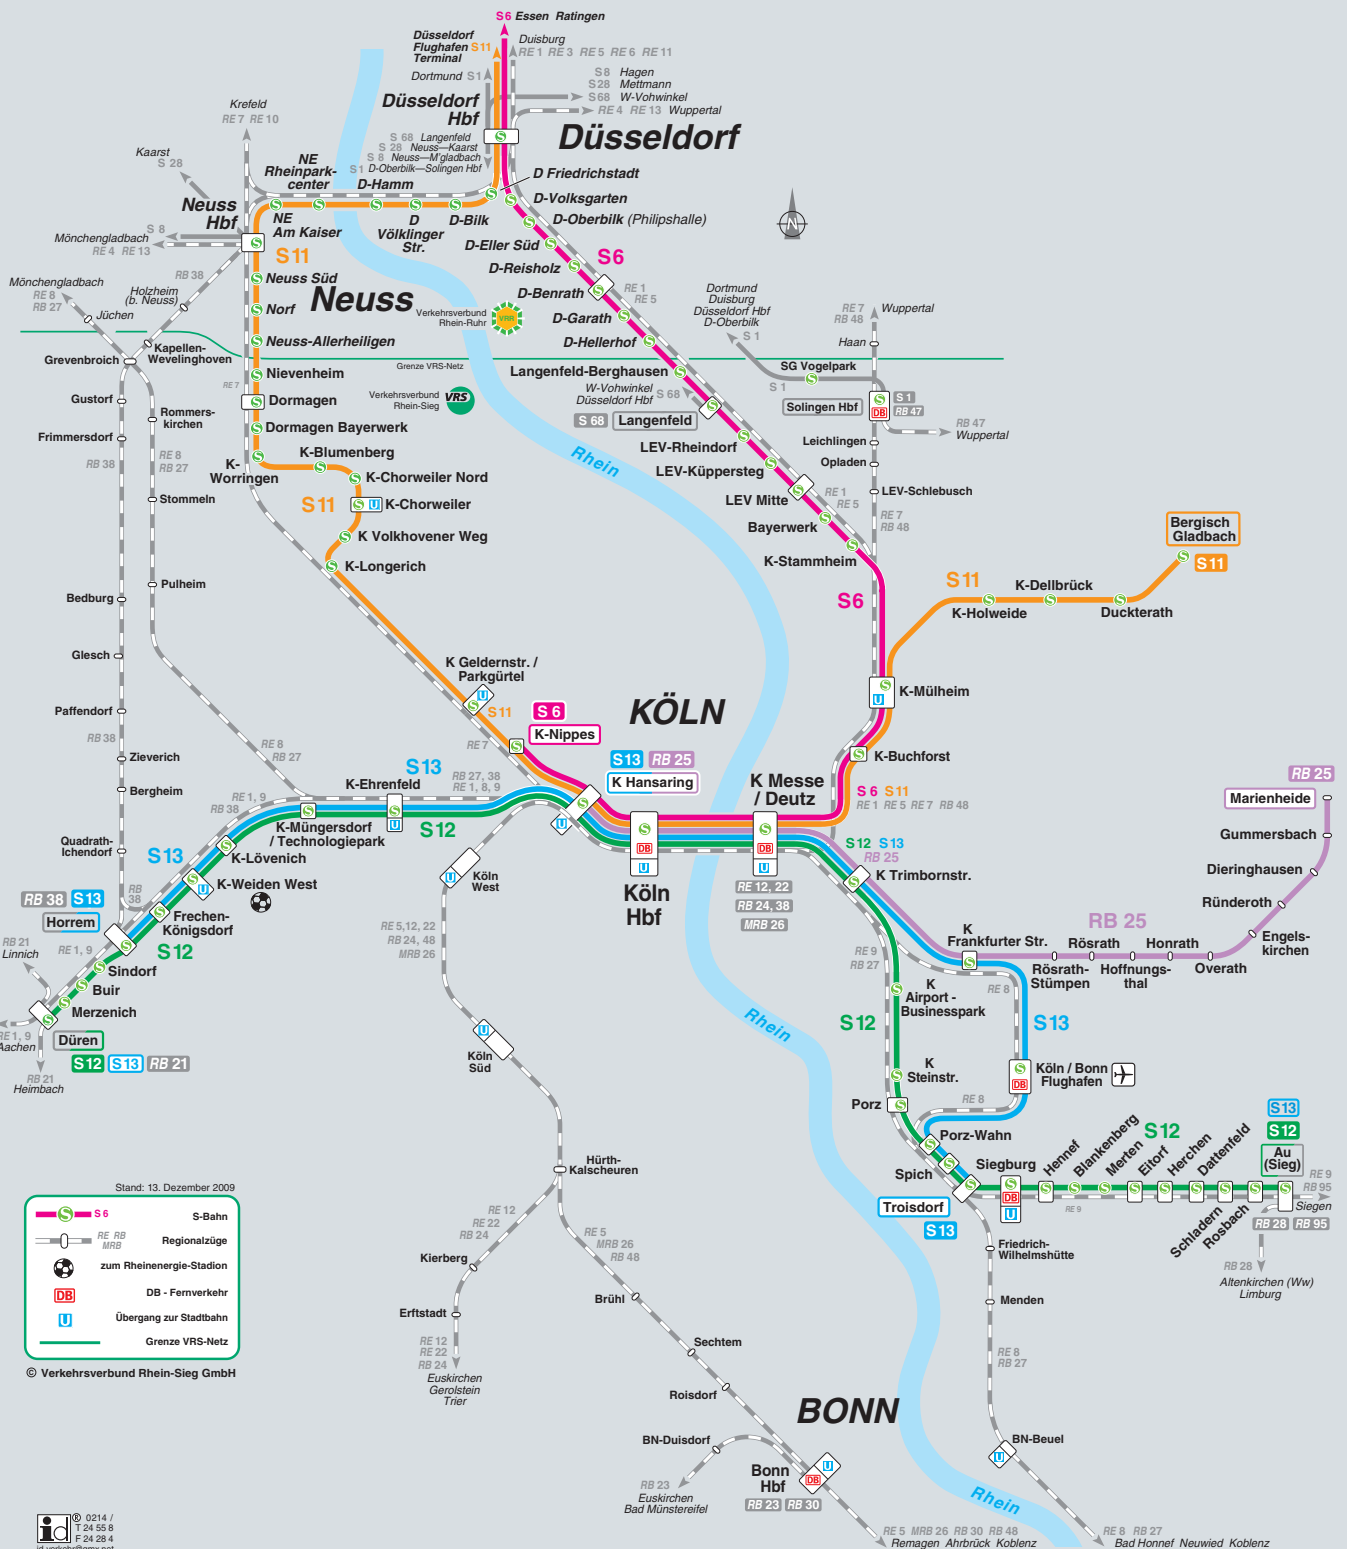 S6 Essen Ratingen
Düsseldorf
Flughafen S11
Terminal
Duisburg
RE 1 RE 3 RE 5 RE 6 RE 11
Dortmund S1
S8 Hagen
S28 Mettmann
S68 W-Vohwinkel
RE 4 RE 13 Wuppertal
Düsseldorf
Hbf
Düsseldorf
Krefeld
RE 7 RE 10
S 68 Langenfeld
S 28 Neuss—Kaarst
S 8 Neuss—M'gladbach
S1 D-Oberbilk—Solingen Hbf
Kaarst
S 28
NE
Rheinpark-
center
D-Hamm
D Friedrichstadt
D-Volksgarten
D-Oberbilk (Philipshalle)
Neuss
Hbf
NE
Am Kaiser
D
Völklinger
Str.
D-Bilk
Mönchengladbach
S 8
RE 4 RE 13
S11
D-Eller Süd
S6
D-Reisholz
Mönchengladbach
RE 8
RB 27
Jüchen
Holzheim
(b. Neuss)
RB 38
Neuss Süd
Neuss
Norf
Verkehrsverbund
Rhein-Ruhr
VRR
D-Benrath
RE 1
RE 5
D-Garath
D-Hellerhof
N
Dortmund
Duisburg
Düsseldorf Hbf
D-Oberbilk
S 1
RE 7
RB 48
Wuppertal
Haan
Grevenbroich
Kapellen-
Wevelinghoven
Neuss-Allerheiligen
Grenze VRS-Netz
Langenfeld-Berghausen
SG Vogelpark
S 1
Nievenheim
RE 7
Dormagen
Verkehrsverbund
Rhein-Sieg
VRS
W-Vohwinkel
Düsseldorf Hbf
S 68
S 68 Langenfeld
Solingen Hbf
DB
S 1
RB 47
RB 47
Wuppertal
Gustorf
Rommers-
kirchen
Frimmersdorf
RB 38
RE 8
RB 27
Dormagen Bayerwerk
K-
Worringen
K-Blumenberg
K-Chorweiler Nord
S11
U K-Chorweiler
K Volkhovener Weg
K-Longerich
Rhein
LEV-Rheindorf
LEV-Küppersteg
LEV Mitte
RE 1
RE 5
Bayerwerk
K-Stammheim
Leichlingen
Opladen
LEV-Schlebusch
RE 7
RB 48
Stommeln
Pulheim
Bedburg
Bergisch
Gladbach
S11
S6
S11
K-Dellbrück
K-Holweide
Duckterath
Glesch
Paffendorf
RB 38
K Geldernstr. /
Parkgürtel
U
S11
S 6
K-Nippes
KÖLN
U
K-Mülheim
RE 7
RE 8
RB 27
Zieverich
Bergheim
S13
K-Ehrenfeld
RB 27, 38
RE 1, 8, 9
S13 RB 25
K Hansaring
K Messe
/ Deutz
K-Buchforst
S 6 S11
RE 1 RE 5 RE 7 RB 48
RB 25
Marienheide
RE 1, 9
RB 38
K-Müngersdorf
/ Technologiepark
U
S12
U
DB
U
DB
U
Köln
Hbf
RE 12, 22
RB 24, 38
MRB 26
S12 S13
RB 25
K Trimbornstr.
Gummersbach
Dieringhausen
Ründeroth
Engels-
kirchen
Quadrath-
Ichendorf
S13
K-Lövenich
U
K-Weiden West
RB
38
RB 38 S13
Horrem
Frechen-
Königsdorf
S12
U
Köln
West
RE 5,12, 22
RB 24, 48
MRB 26
K
Frankfurter Str.
RB 25
Rösrath
Honrath
Rösrath-
Stümpen
Hoffnungs-
thal
Overath
RB 21
Linnich
RE 1, 9
Sindorf
Buir
Merzenich
RE 1, 9
Aachen
Düren
S12 S13 RB 21
RB 21
Heimbach
RE 9
RB 27
RE 8
K
Airport -
Businesspark
S12
S13
Rhein
U
Köln
Süd
K
Steinstr.
DB
Köln / Bonn
Flughafen
Porz
RE 8
Porz-Wahn
Spich
Siegburg
DB
U
Hennef
Blankenberg
Merten
S12
Eitorf
Herchen
Dattenfeld
Schladern
Rosbach
S13
S12
Au
(Sieg)
RE 9
RB 95
Siegen
RB 28 RB 95
RB 28
Altenkirchen (Ww)
Limburg
RE 9
Troisdorf
S13
Friedrich-
Wilhelmshütte
Menden
RE 8
RB 27
Hürth-
Kalscheuren
RE 12
RE 22
RB 24
RE 5
MRB 26
RB 48
Kierberg
Erftstadt
RE 12
RE 22
RB 24
Euskirchen
Gerolstein
Trier
Brühl
Sechtem
Roisdorf
BONN
BN-Duisdorf
Bonn
Hbf
U
DB
RB 23 RB 30
RB 23
Euskirchen
Bad Münstereifel
BN-Beuel
U
Rhein
RE 5 MRB 26 RB 30 RB 48
Remagen Ahrbrück Koblenz
RE 8 RB 27
Bad Honnef Neuwied Koblenz
Stand: 13. Dezember 2009
S 6 S-Bahn
RE RB
MRB
Regionalzüge
zum Rheinenergie-Stadion
DB DB - Fernverkehr
U Übergang zur Stadtbahn
Grenze VRS-Netz
© Verkehrsverbund Rhein-Sieg GmbH
id ® 0214 /
T 24 55 8
F 24 28 4
id-verkehr@gmx.net